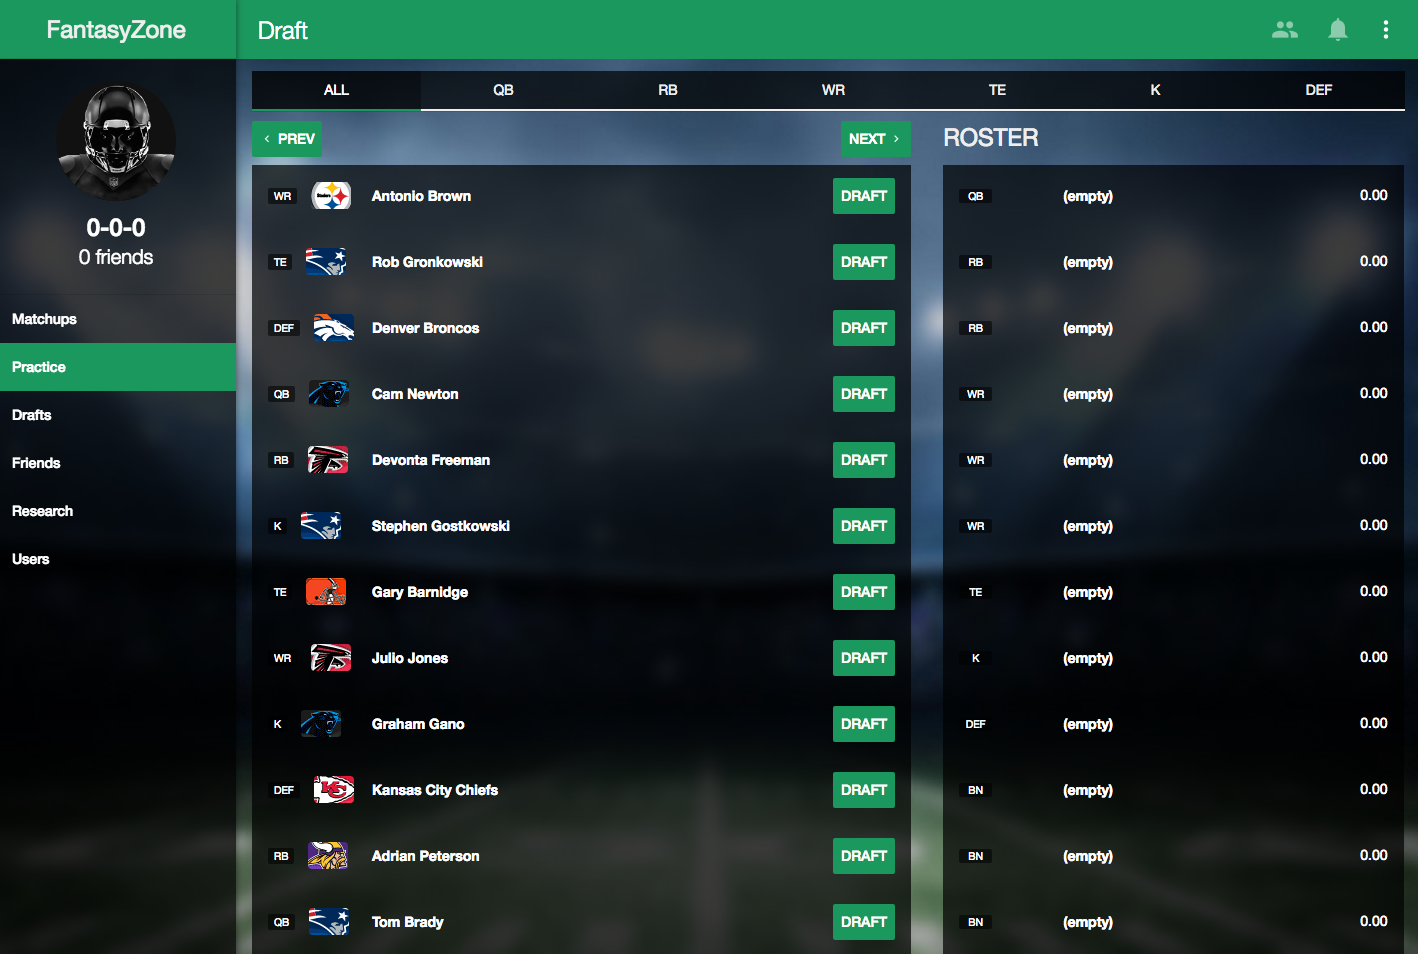 FantasyZone
Draft
0-0-0
0 friends
Matchups
Practice
Drafts
Friends
Research
Users
ALL QB RB WR TE K DEF
PREV NEXT
WR Steelers Antonio Brown DRAFT
TE Rob Gronkowski DRAFT
DEF Denver Broncos DRAFT
QB Cam Newton DRAFT
RB Devonta Freeman DRAFT
K Stephen Gostkowski DRAFT
TE Gary Barnidge DRAFT
WR Julio Jones DRAFT
K Graham Gano DRAFT
DEF KC Kansas City Chiefs DRAFT
RB Adrian Peterson DRAFT
QB Tom Brady DRAFT
ROSTER
QB (empty) 0.00
RB (empty) 0.00
RB (empty) 0.00
WR (empty) 0.00
WR (empty) 0.00
WR (empty) 0.00
TE (empty) 0.00
K (empty) 0.00
DEF (empty) 0.00
BN (empty) 0.00
BN (empty) 0.00
BN (empty) 0.00